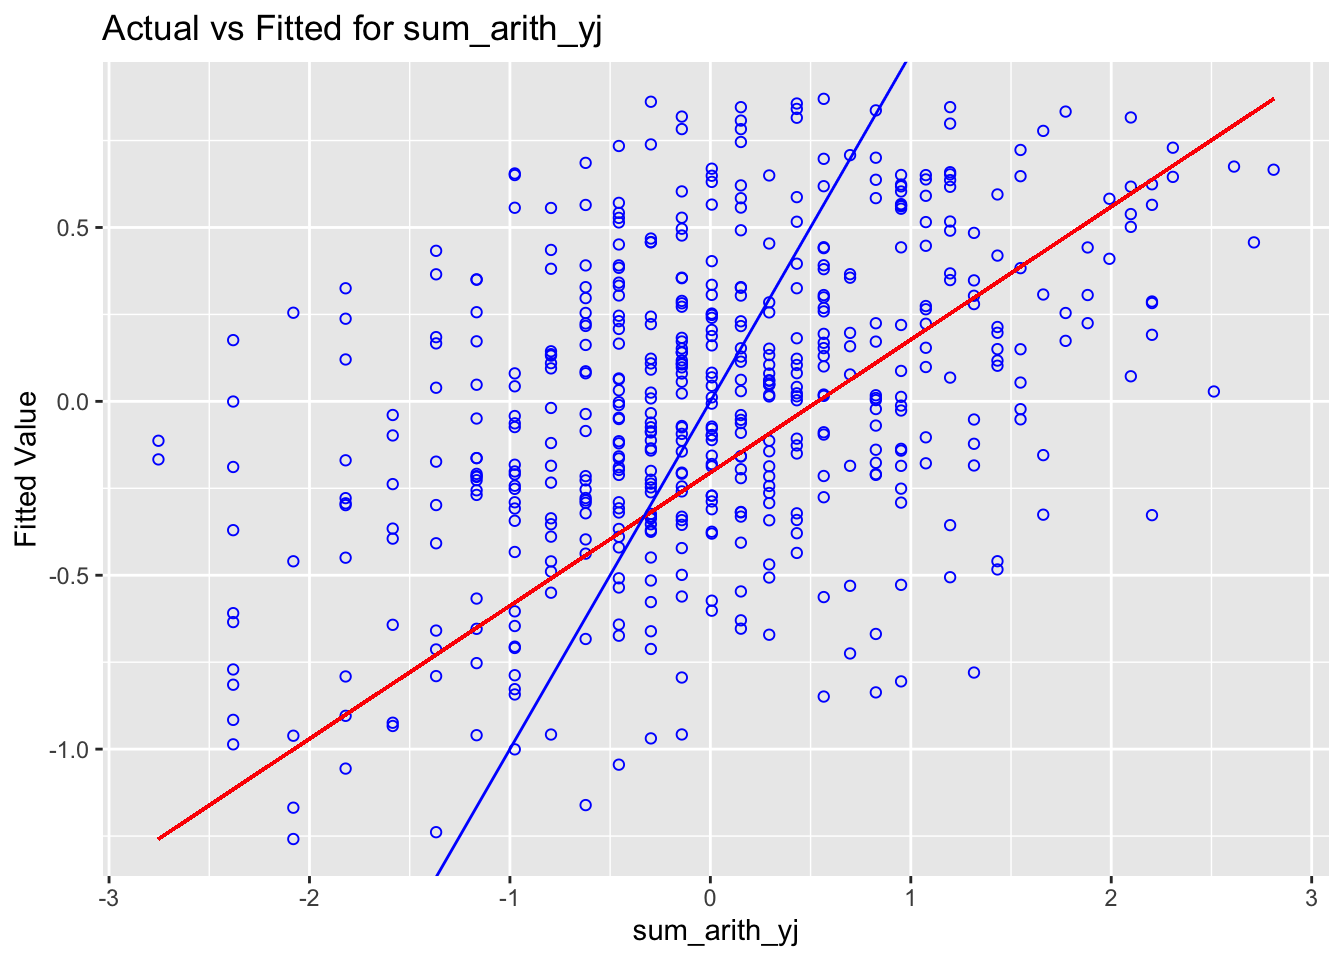 Actual vs Fitted for sum_arith_yj
Fitted Value
0.5
0.0
-0.5
-1.0
-3 -2 -1 0 1 2 3
sum_arith_yj